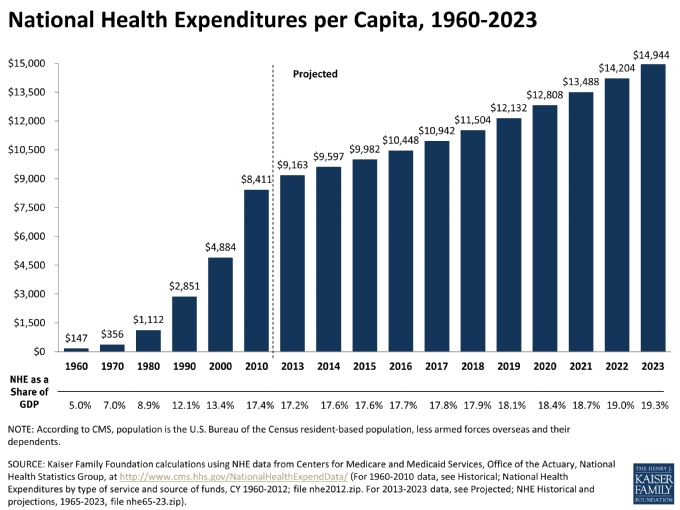 National Health Expenditures per Capita, 1960-2023
$15,000
$13,500
$12,000
$10,500
$9,000
$7,500
$6,000
$4,500
$3,000
$1,500
$0
Projected
$147
$356
$1,112
$2,851
$4,884
$8,411
$9,163
$9,597
$9,982
$10,448
$10,942
$11,504
$12,132
$12,808
$13,488
$14,204
$14,944
1960 1970 1980 1990 2000 2010 2013 2014 2015 2016 2017 2018 2019 2020 2021 2022 2023
NHE as a
Share of
GDP
5.0% 7.0% 8.9% 12.1% 13.4% 17.4% 17.2% 17.6% 17.6% 17.7% 17.8% 17.9% 18.1% 18.4% 18.7% 19.0% 19.3%
NOTE: According to CMS, population is the U.S. Bureau of the Census resident-based population, less armed forces overseas and their
dependents.
SOURCE: Kaiser Family Foundation calculations using NHE data from Centers for Medicare and Medicaid Services, Office of the Actuary, National
Health Statistics Group, at http://www.cms.hhs.gov/NationalHealthExpendData/ (For 1960-2010 data, see Historical; National Health
Expenditures by type of service and source of funds, CY 1960-2012; file nhe2012.zip. For 2013-2023 data, see Projected; NHE Historical and
projections, 1965-2023, file nhe65-23.zip).
THE HENRY J.
KAISER
FAMILY
FOUNDATION